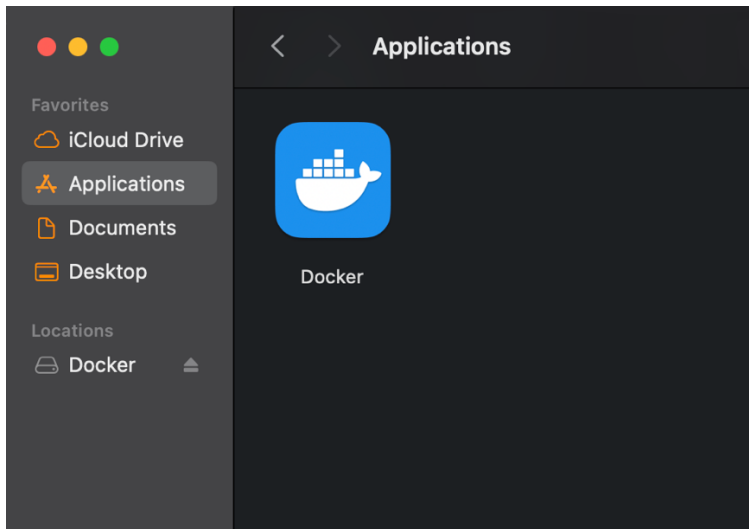 Applications
Favorites
iCloud Drive
Applications
Documents
Desktop
Locations
Docker
Docker